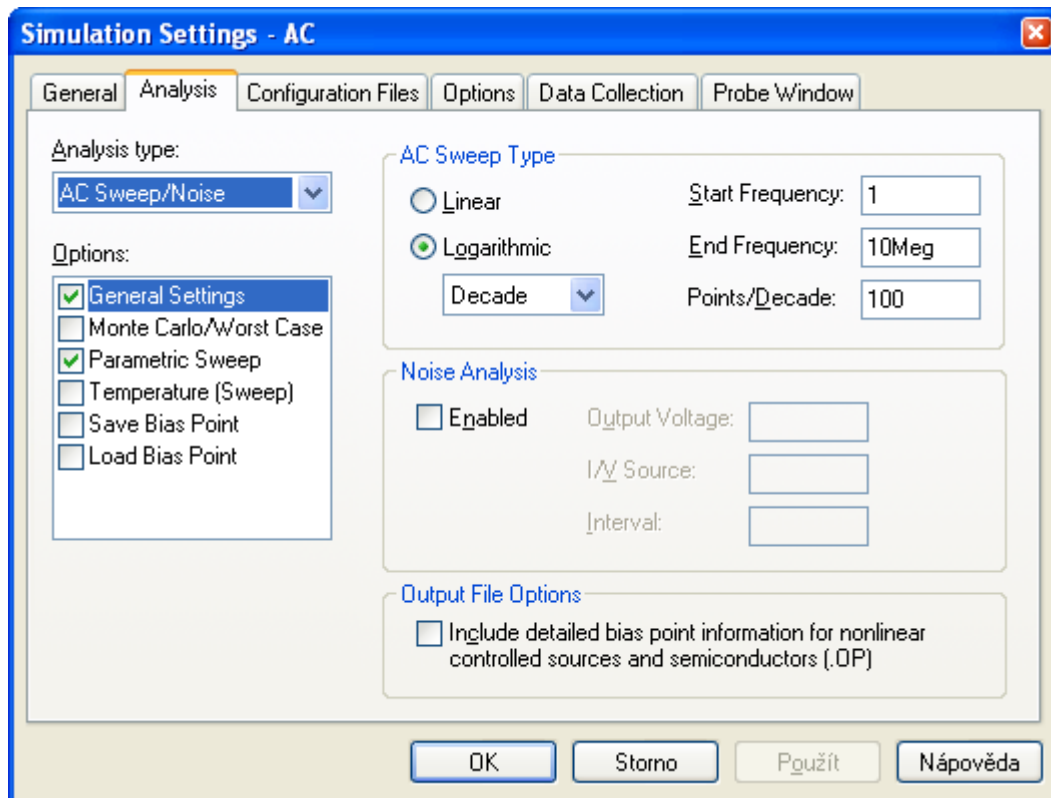 Simulation Settings - AC
General
Analysis
Configuration Files
Options
Data Collection
Probe Window
Analysis type:
AC Sweep/Noise
Options:
General Settings
Monte Carlo/Worst Case
Parametric Sweep
Temperature (Sweep)
Save Bias Point
Load Bias Point
AC Sweep Type
Linear
Logarithmic
Decade
Start Frequency: 1
End Frequency: 10Meg
Points/Decade: 100
Noise Analysis
Enabled
Output Voltage:
I/V Source:
Interval:
Output File Options
Include detailed bias point information for nonlinear
controlled sources and semiconductors (.OP)
OK
Storno
Použít
Nápověda